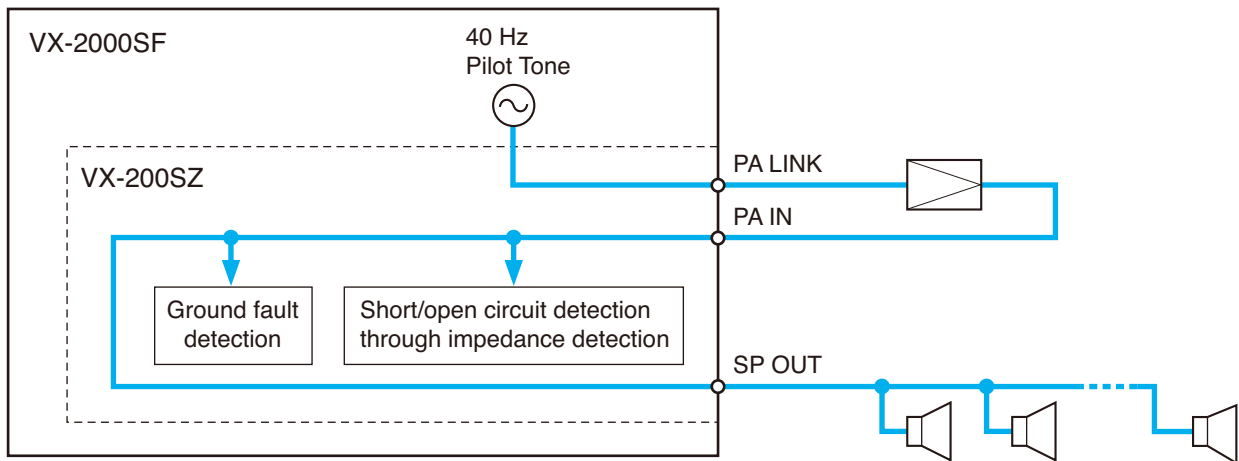 VX-2000SF
40 Hz
Pilot Tone
VX-200SZ
PA LINK
PA IN
Ground fault
detection
Short/open circuit detection
through impedance detection
SP OUT